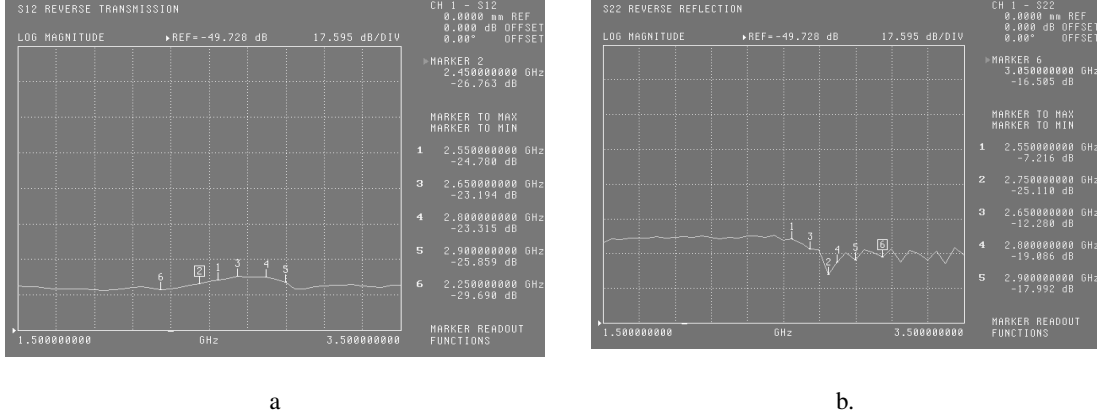 S12 REVERSE TRANSMISSION
LOG MAGNITUDE ▶REF=-49.728 dB 17.595 dB/DIV
CH 1 - S12
0.0000 mm REF
0.000 dB OFFSET
0.00° OFFSET
▶MARKER 2
2.450000000 GHz
-26.763 dB
MARKER TO MAX
MARKER TO MIN
1 2.550000000 GHz
-24.780 dB
3 2.650000000 GHz
-23.194 dB
4 2.800000000 GHz
-23.315 dB
5 2.900000000 GHz
-25.859 dB
6 2.250000000 GHz
-29.690 dB
MARKER READOUT
FUNCTIONS
6 2 1 3 4 5
1.500000000 GHz 3.500000000
a
S22 REVERSE REFLECTION
LOG MAGNITUDE ▶REF=-49.728 dB 17.595 dB/DIV
CH 1 - S22
0.0000 mm REF
0.000 dB OFFSET
0.00° OFFSET
▶MARKER 6
3.050000000 GHz
-16.505 dB
MARKER TO MAX
MARKER TO MIN
1 2.550000000 GHz
-7.216 dB
2 2.750000000 GHz
-25.110 dB
3 2.650000000 GHz
-12.280 dB
4 2.800000000 GHz
-19.086 dB
5 2.900000000 GHz
-17.992 dB
MARKER READOUT
FUNCTIONS
1 3 2 4 5 6
1.500000000 GHz 3.500000000
b.